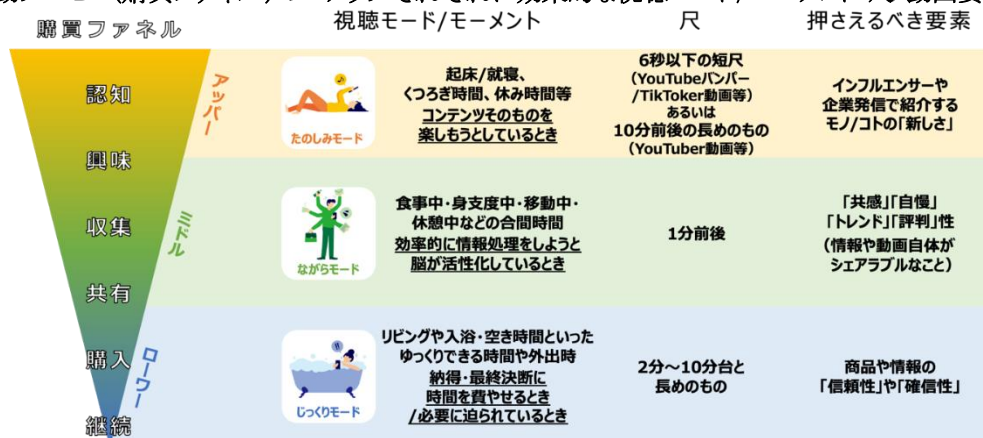 購買ファネル
視聴モード/モーメント
尺
押さえるべき要素
認知
興味
収集
共有
購入
継続
アッパー
ミドル
ローワー
たのしみモード
起床/就寝、
くつろぎ時間、休み時間等
コンテンツそのものを
楽しもうとしているとき
6秒以下の短尺
(YouTubeバンパー
/TikToker動画等)
あるいは
10分前後の長めのもの
(YouTuber動画等)
インフルエンサーや
企業発信で紹介する
モノ/コトの「新しさ」
ながらモード
食事中・身支度中・移動中・
休憩中などの合間時間
効率的に情報処理をしようと
脳が活性化しているとき
1分前後
「共感」「自慢」
「トレンド」「評判」性
(情報や動画自体が
シェアラブルなこと)
じっくりモード
リビングや入浴・空き時間といった
ゆっくりできる時間や外出時
納得・最終決断に
時間を費やせるとき
/必要に迫られているとき
2分～10分台と
長めのもの
商品や情報の
「信頼性」や「確信性」